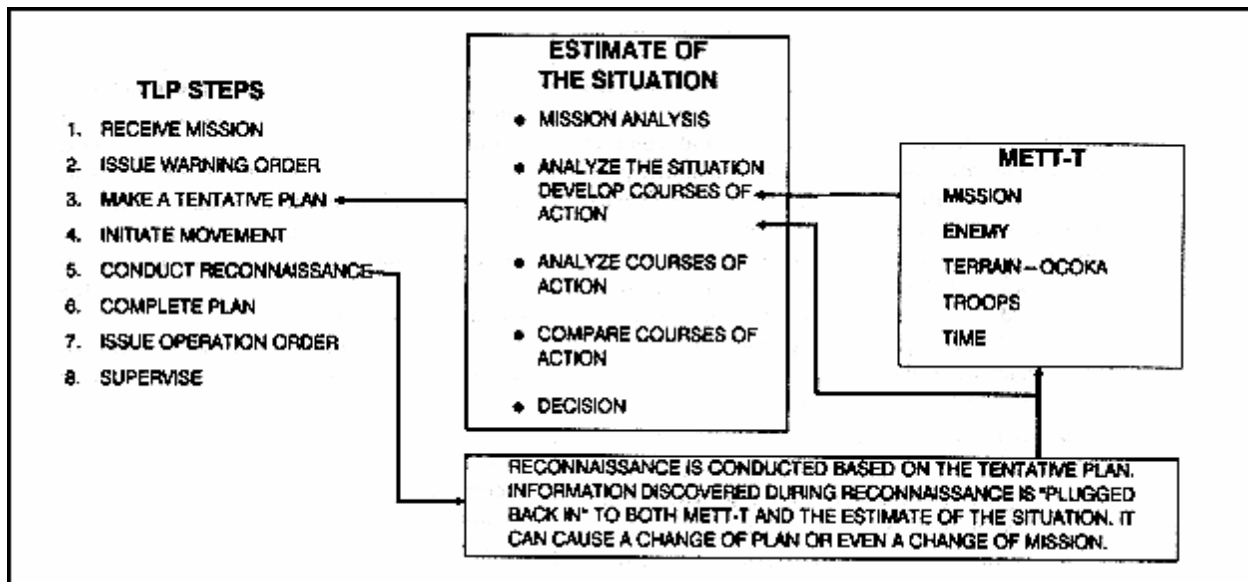 TLP STEPS
1. RECEIVE MISSION
2. ISSUE WARNING ORDER
3. MAKE A TENTATIVE PLAN
4. INITIATE MOVEMENT
5. CONDUCT RECONNAISSANCE
6. COMPLETE PLAN
7. ISSUE OPERATION ORDER
8. SUPERVISE
ESTIMATE OF
THE SITUATION
♦ MISSION ANALYSIS
♦ ANALYZE THE SITUATION
DEVELOP COURSES OF
ACTION
♦ ANALYZE COURSES OF
ACTION
♦ COMPARE COURSES OF
ACTION
♦ DECISION
METT-T
MISSION
ENEMY
TERRAIN – OCOKA
TROOPS
TIME
RECONNAISSANCE IS CONDUCTED BASED ON THE TENTATIVE PLAN.
INFORMATION DISCOVERED DURING RECONNAISSANCE IS "PLUGGED
BACK IN" TO BOTH METT-T AND THE ESTIMATE OF THE SITUATION. IT
CAN CAUSE A CHANGE OF PLAN OR EVEN A CHANGE OF MISSION.